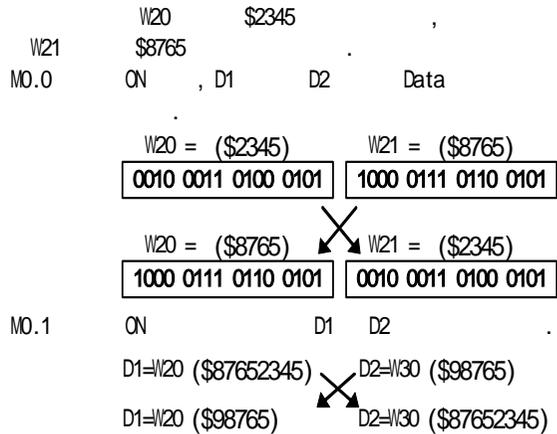 W20 $2345 ,
W21 $8765 .
M0.0 ON , D1 D2 Data
.
W20 = ($2345) W21 = ($8765)
0010 0011 0100 0101 1000 0111 0110 0101
W20 = ($8765) W21 = ($2345)
1000 0111 0110 0101 0010 0011 0100 0101
M0.1 ON D1 D2 .
D1=W20 ($87652345) D2=W30 ($98765)
D1=W20 ($98765) D2=W30 ($87652345)